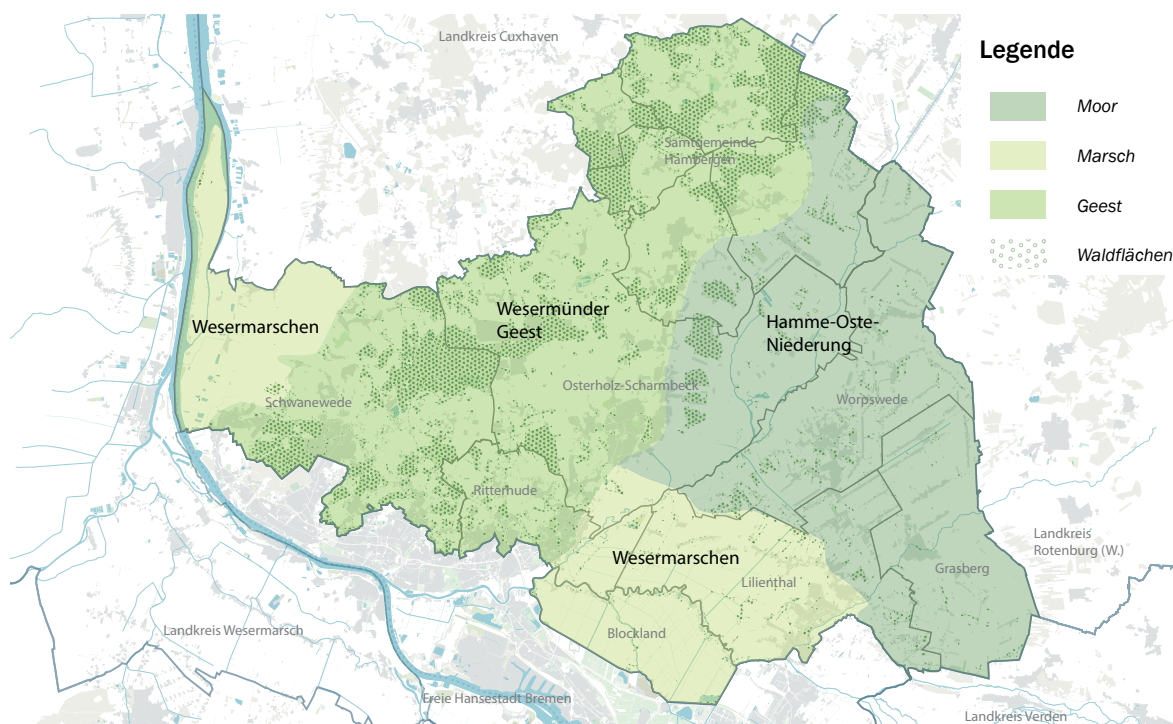 Landkreis Cuxhaven
Legende
Moor
Marsch
Geest
Waldflächen
Samtgemeinde
Hambergen
Wesermarschen
Wesermünder
Geest
Hamme-Oste-
Niederung
Schwanewede
Osterholz-Scharmbeck
Worpswede
Ritterhude
Landkreis
Rotenburg (W.)
Wesermarschen
Lilienthal
Grasberg
Blockland
Landkreis Wesermarsch
Freie Hansestadt Bremen
Landkreis Verden